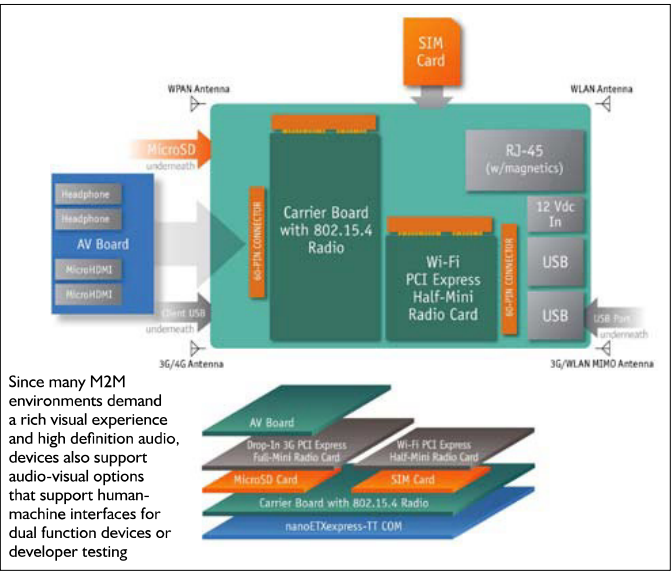 SIM
Card
WPAN Antenna
WLAN Antenna
MicroSD
underneath
RJ-45
(w/magnetics)
Headphone
Headphone
AV Board
MicroHDMI
MicroHDMI
60-PIN CONNECTOR
Carrier Board
with 802.15.4
Radio
Wi-Fi
PCI Express
Half-Mini
Radio Card
60-PIN CONNECTOR
12 Vdc
In
USB
USB
Client USB
underneath
USB Port
underneath
3G/4G Antenna
3G/WLAN MIMO Antenna
Since many M2M
environments demand
a rich visual experience
and high definition audio,
devices also support
audio-visual options
that support human-
machine interfaces for
dual function devices or
developer testing
AV Board
Drop-In 3G PCI Express
Full-Mini Radio Card
Wi-Fi PCI Express
Half-Mini Radio Card
MicroSD Card
SIM Card
Carrier Board with 802.15.4 Radio
nanoETXexpress-TT COM